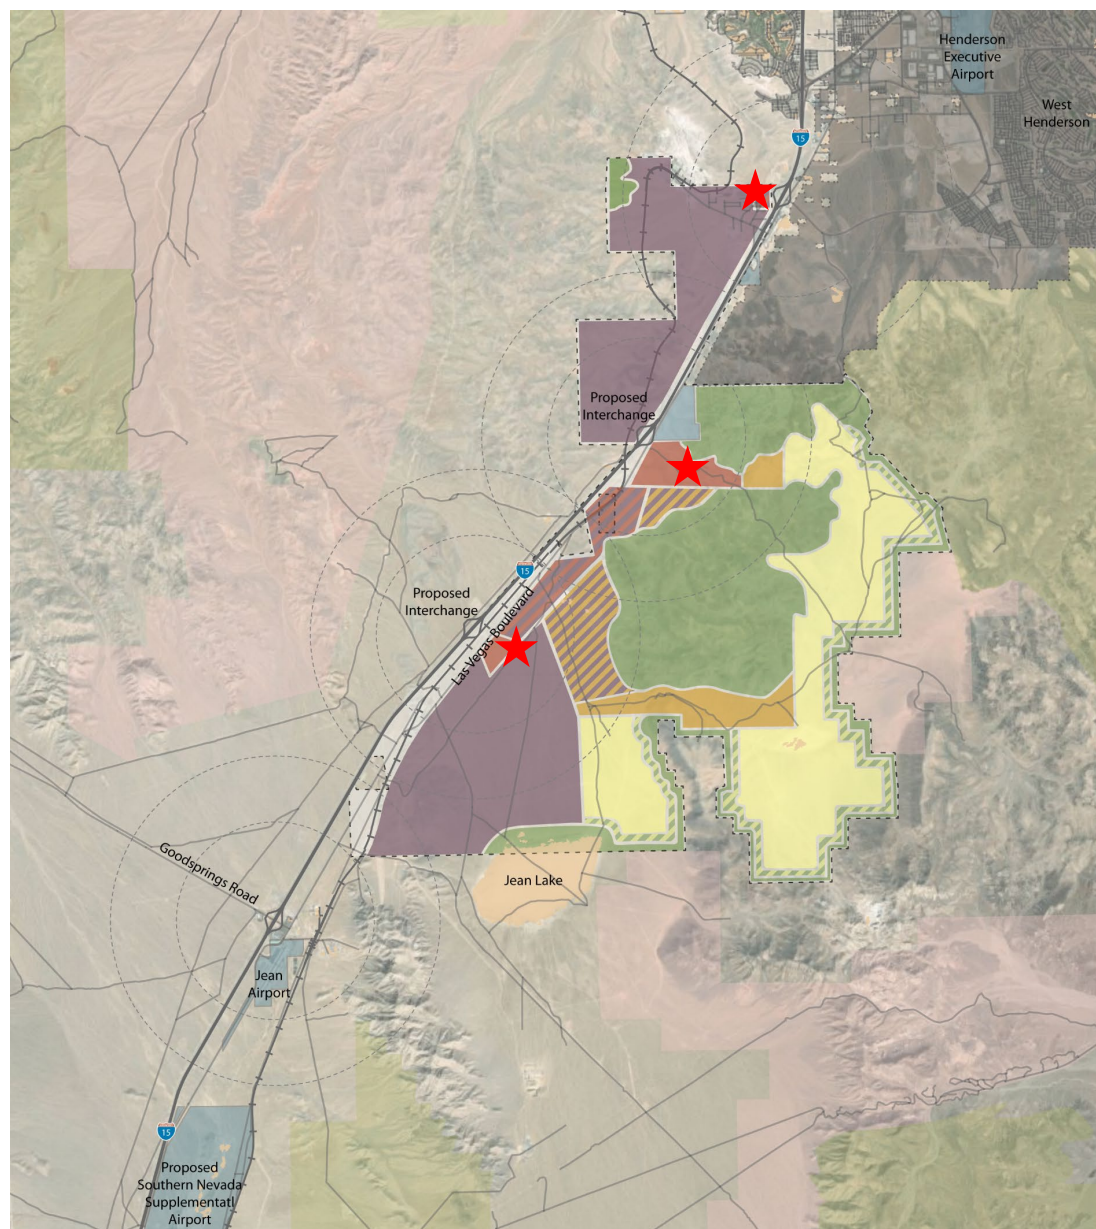 Henderson
Executive
Airport
West
Henderson
15
Proposed
Interchange
15
Proposed
Interchange
Las Vegas Boulevard
Goodsprings Road
Jean Lake
Jean
Airport
15
Proposed
Southern Nevada
Supplementatl
Airport